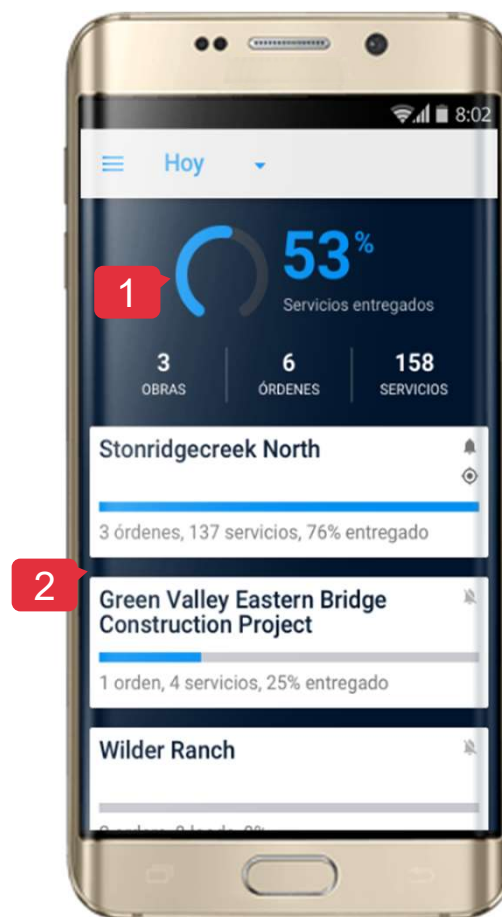 8:02
Hoy
1
53%
Servicios entregados
3
6
158
OBRAS
ÓRDENES
SERVICIOS
Stonridgecreek North
3 órdenes, 137 servicios, 76% entregado
2
Green Valley Eastern Bridge
Construction Project
1 orden, 4 servicios, 25% entregado
Wilder Ranch